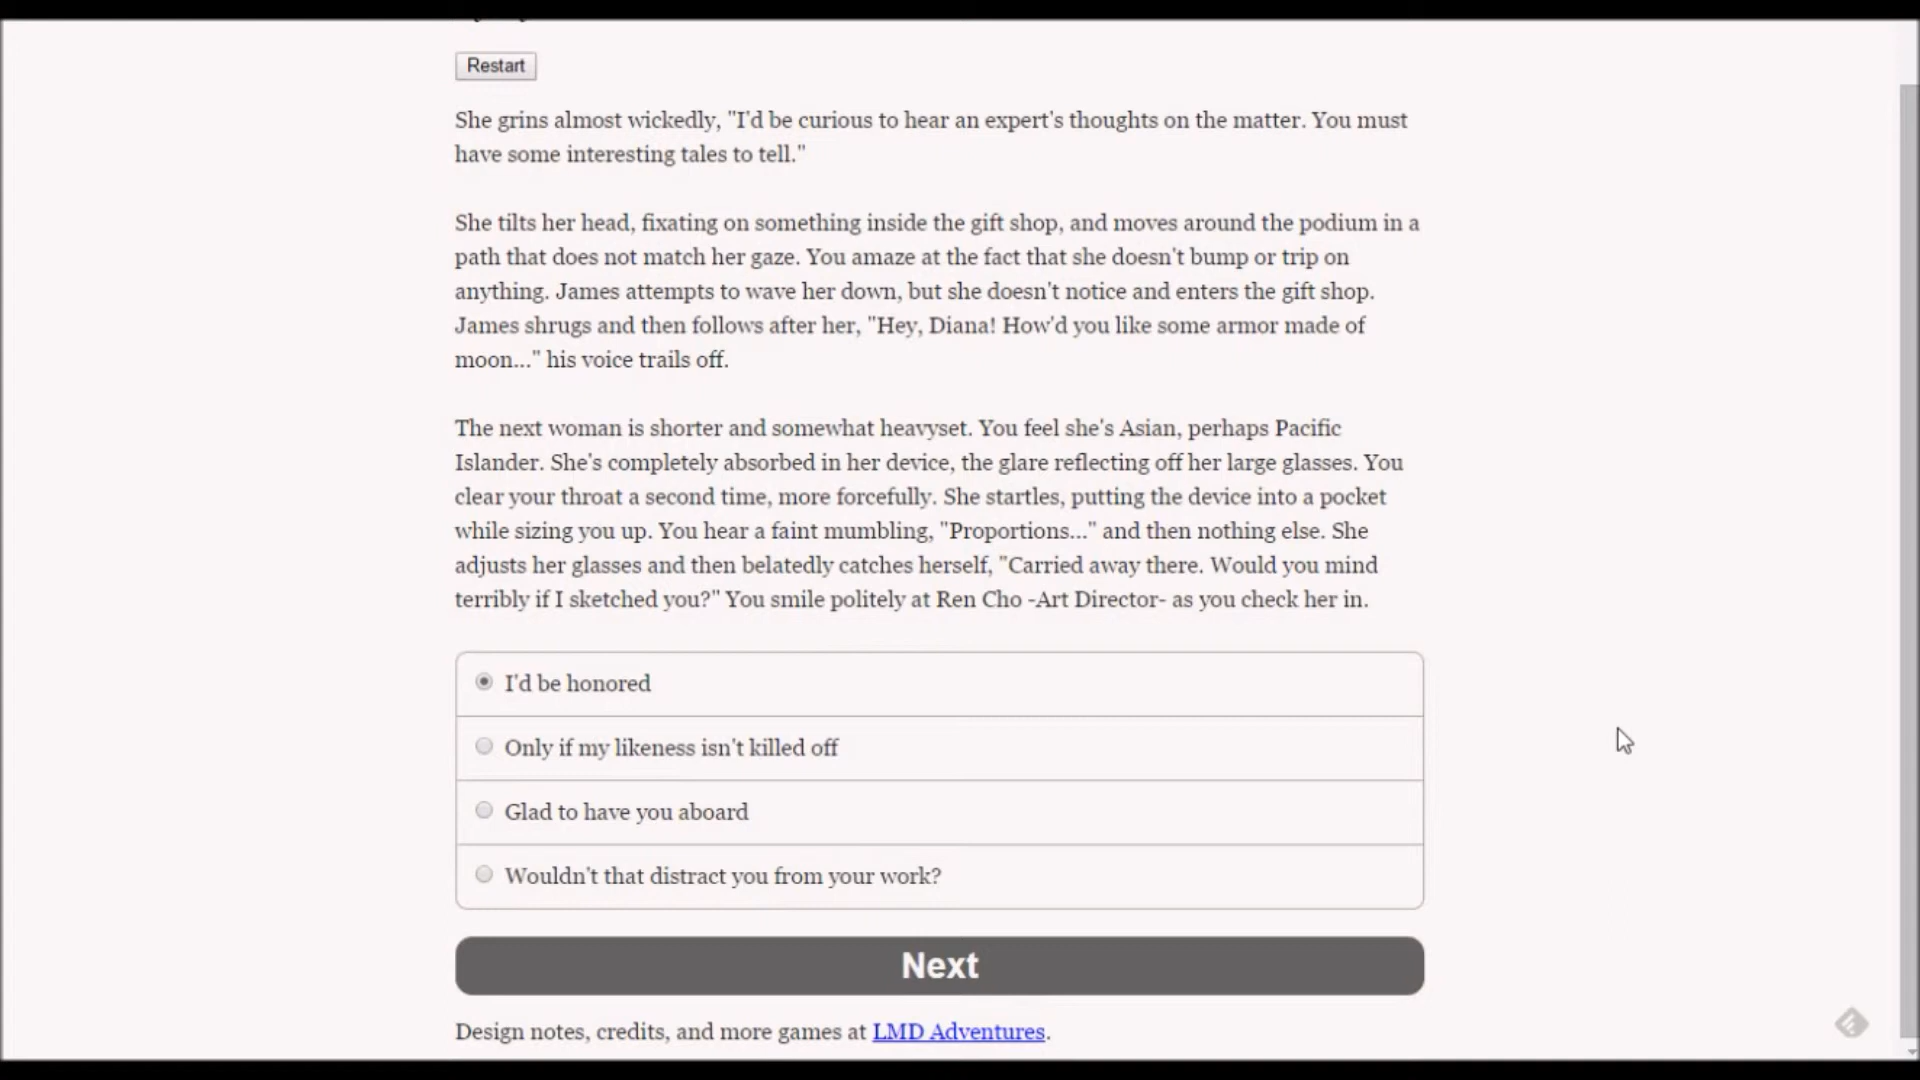 Restart
She grins almost wickedly, "I'd be curious to hear an expert's thoughts on the matter. You must
have some interesting tales to tell."
She tilts her head, fixating on something inside the gift shop, and moves around the podium in a
path that does not match her gaze. You amaze at the fact that she doesn't bump or trip on
anything. James attempts to wave her down, but she doesn't notice and enters the gift shop.
James shrugs and then follows after her, "Hey, Diana! How'd you like some armor made of
moon..." his voice trails off.
The next woman is shorter and somewhat heavyset. You feel she's Asian, perhaps Pacific
Islander. She's completely absorbed in her device, the glare reflecting off her large glasses. You
clear your throat a second time, more forcefully. She startles, putting the device into a pocket
while sizing you up. You hear a faint mumbling, "Proportions..." and then nothing else. She
adjusts her glasses and then belatedly catches herself, "Carried away there. Would you mind
terribly if I sketched you?" You smile politely at Ren Cho -Art Director- as you check her in.
I'd be honored
Only if my likeness isn't killed off
Glad to have you aboard
Wouldn't that distract you from your work?
Next
Design notes, credits, and more games at LMD Adventures.